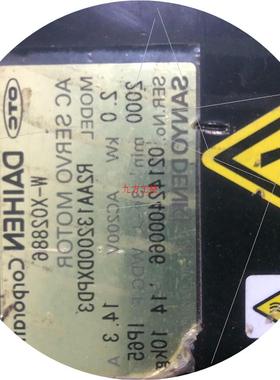 SANYO DENKI
SER.No. '14 10kg
2000 min⁻¹ IP65
2.0 kW AC200V 14.3 A
MODEL R2AA13200DXPD3
AC SERVO MOTOR
W-X02886
OTC DAIHEN Corporation